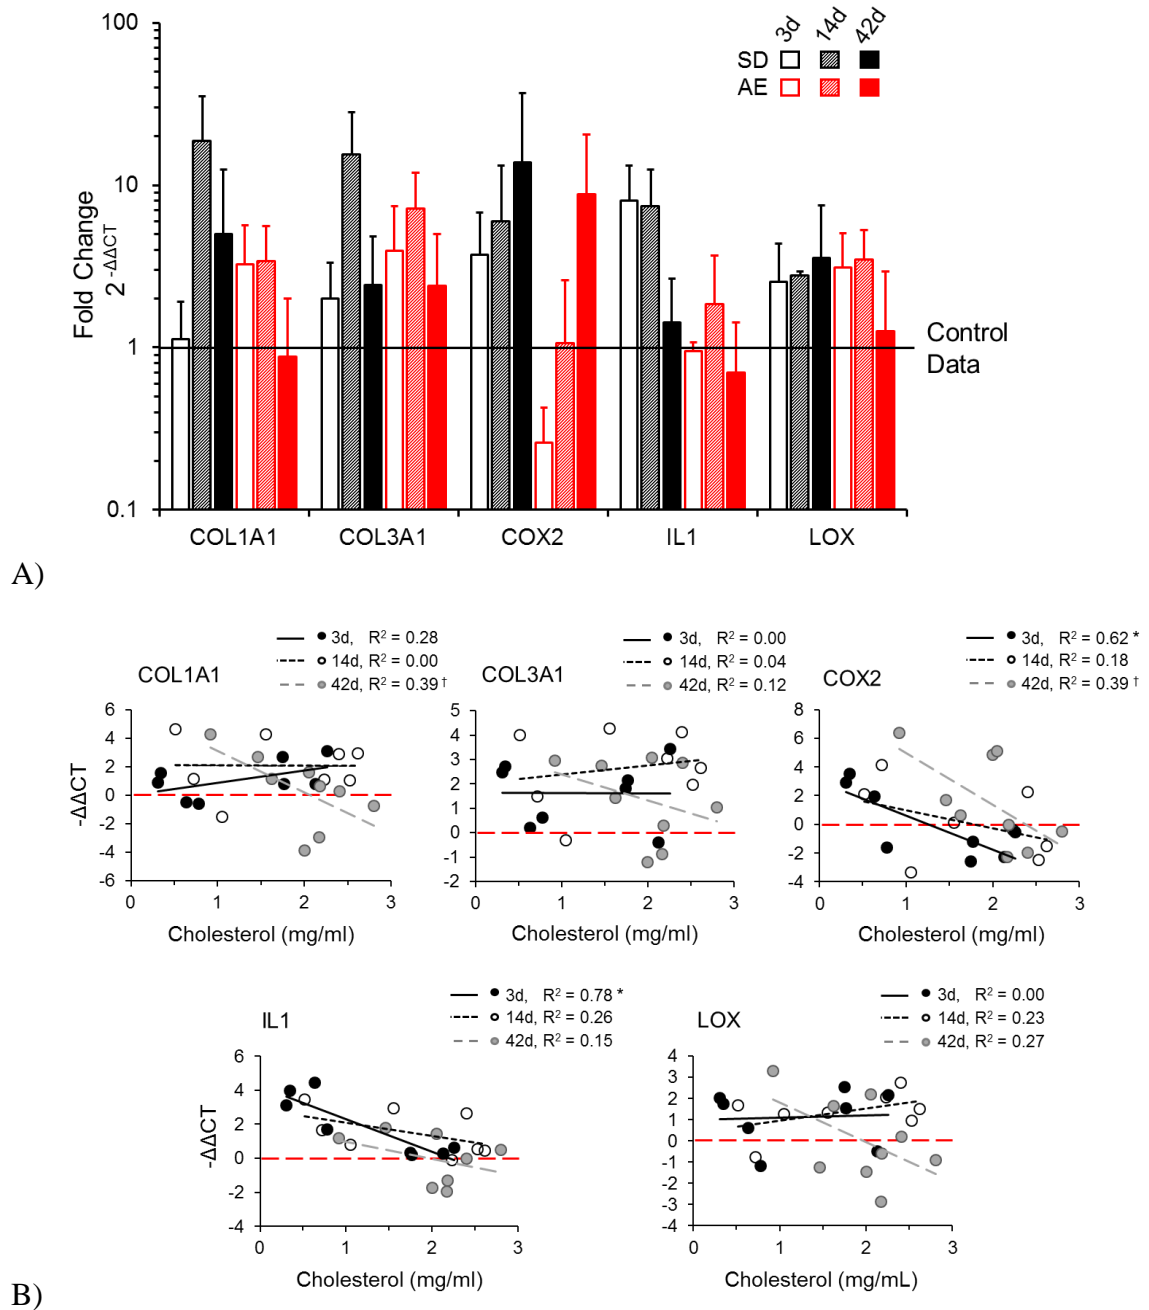 100
10
1
0.1
Fold Change
2^-ΔΔCT
3d 14d 42d
SD
AE
Control
Data
COL1A1 COL3A1 COX2 IL1 LOX
A)
COL1A1
3d, R² = 0.28
14d, R² = 0.00
42d, R² = 0.39 †
6
4
2
0
-2
-4
-6
-ΔΔCT
0 1 2 3
Cholesterol (mg/ml)
COL3A1
3d, R² = 0.00
14d, R² = 0.04
42d, R² = 0.12
5
4
3
2
1
0
-1
-2
0 1 2 3
Cholesterol (mg/ml)
COX2
3d, R² = 0.62 *
14d, R² = 0.18
42d, R² = 0.39 †
8
6
4
2
0
-2
-4
0 1 2 3
Cholesterol (mg/ml)
IL1
3d, R² = 0.78 *
14d, R² = 0.26
42d, R² = 0.15
6
4
2
0
-2
-4
-ΔΔCT
0 1 2 3
Cholesterol (mg/ml)
LOX
3d, R² = 0.00
14d, R² = 0.23
42d, R² = 0.27
4
3
2
1
0
-1
-2
-3
-4
0 1 2 3
Cholesterol (mg/mL)
B)